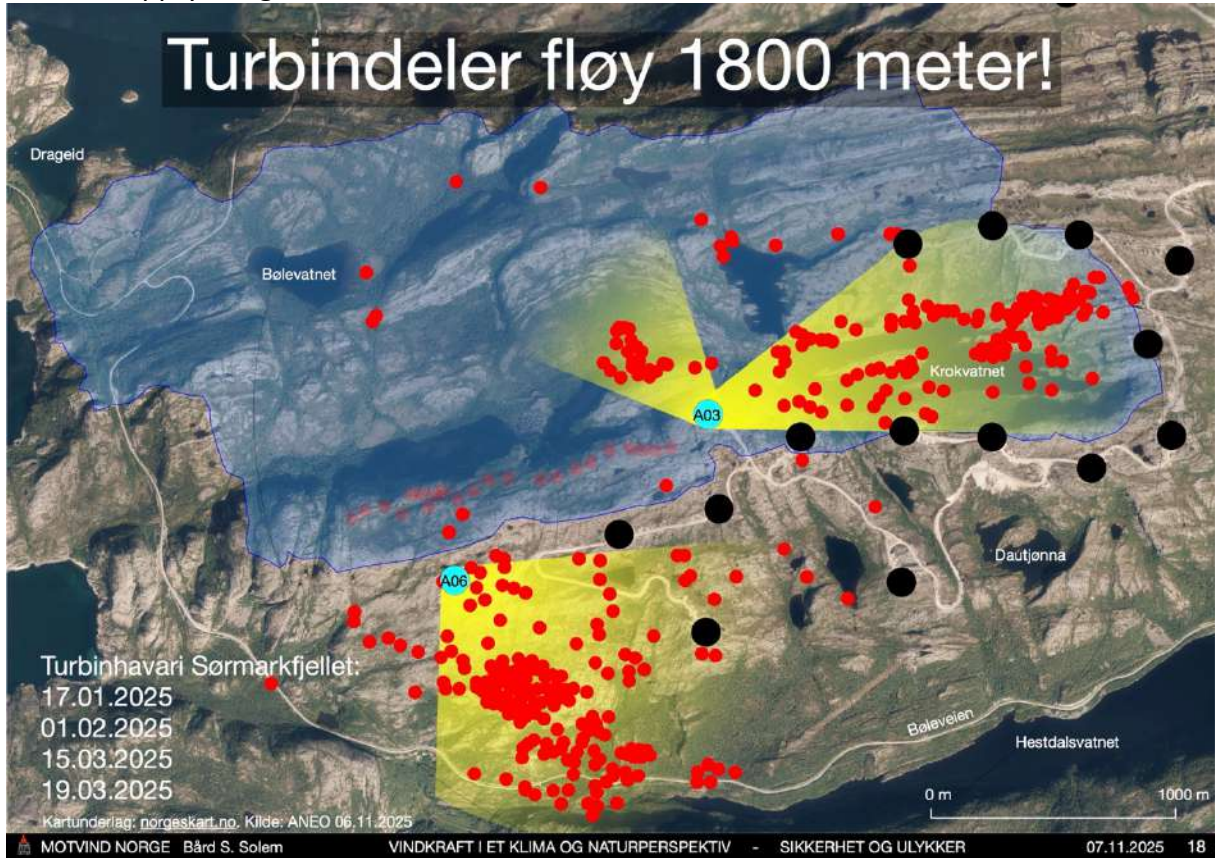 Turbindeler fløy 1800 meter!
Drageid
Bølevatnet
Krokvatnet
A03
Dautjønna
A06
Turbinhavari Sørmarkfjellet:
17.01.2025
01.02.2025
15.03.2025
19.03.2025
Bøleveien
Hestdalsvatnet
0 m 1000 m
Kartunderlag: norgeskart.no. Kilde: ANEO 06.11.2025
MOTVIND NORGE Bård S. Solem VINDKRAFT I ET KLIMA OG NATURPERSPEKTIV - SIKKERHET OG ULYKKER 07.11.2025 18